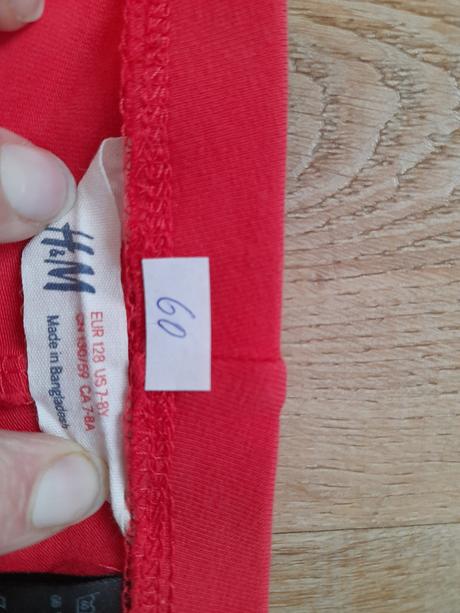 H&M
EUR 128 US 7-8Y
CN 130/59 CA 7-8A
Made in Bangladesh
60